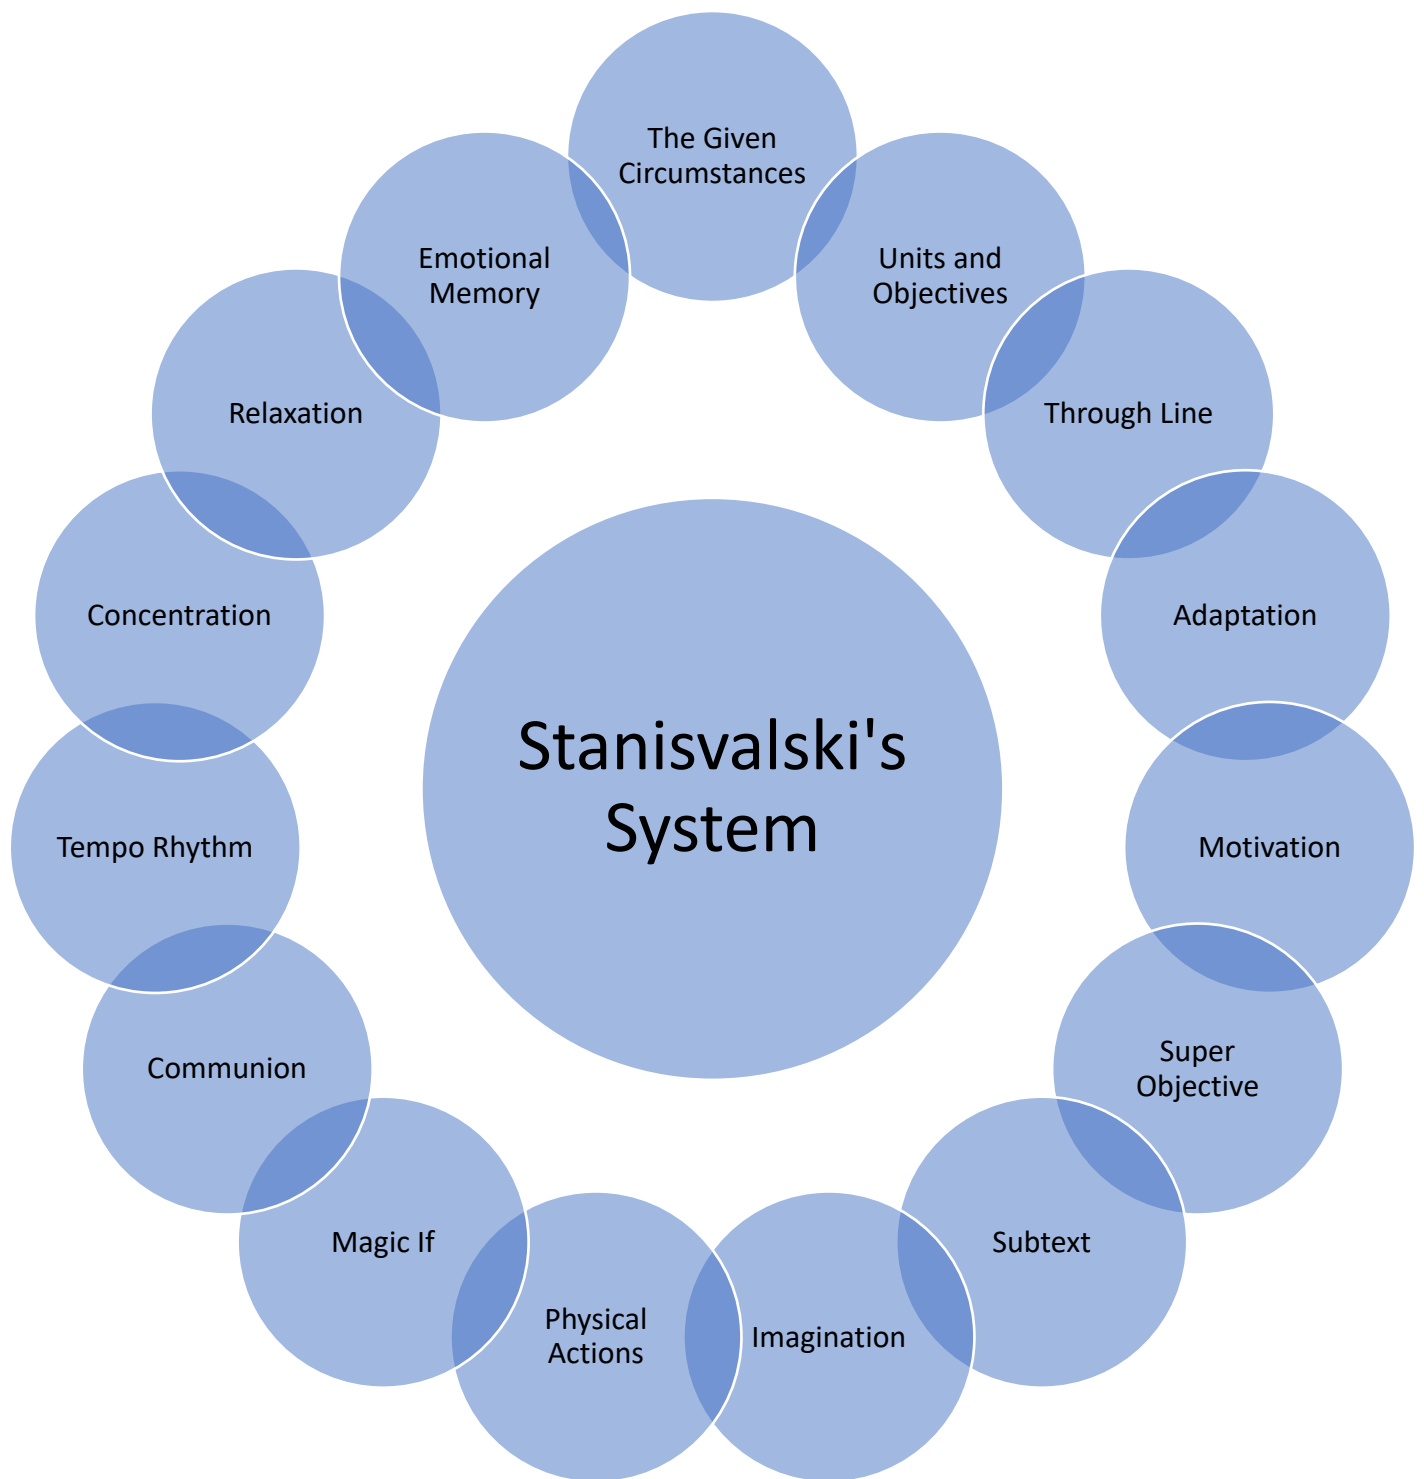 The Given
Circumstances
Units and
Objectives
Through Line
Adaptation
Motivation
Super
Objective
Subtext
Imagination
Physical
Actions
Magic If
Communion
Tempo Rhythm
Concentration
Relaxation
Emotional
Memory
Stanisvalski's
System